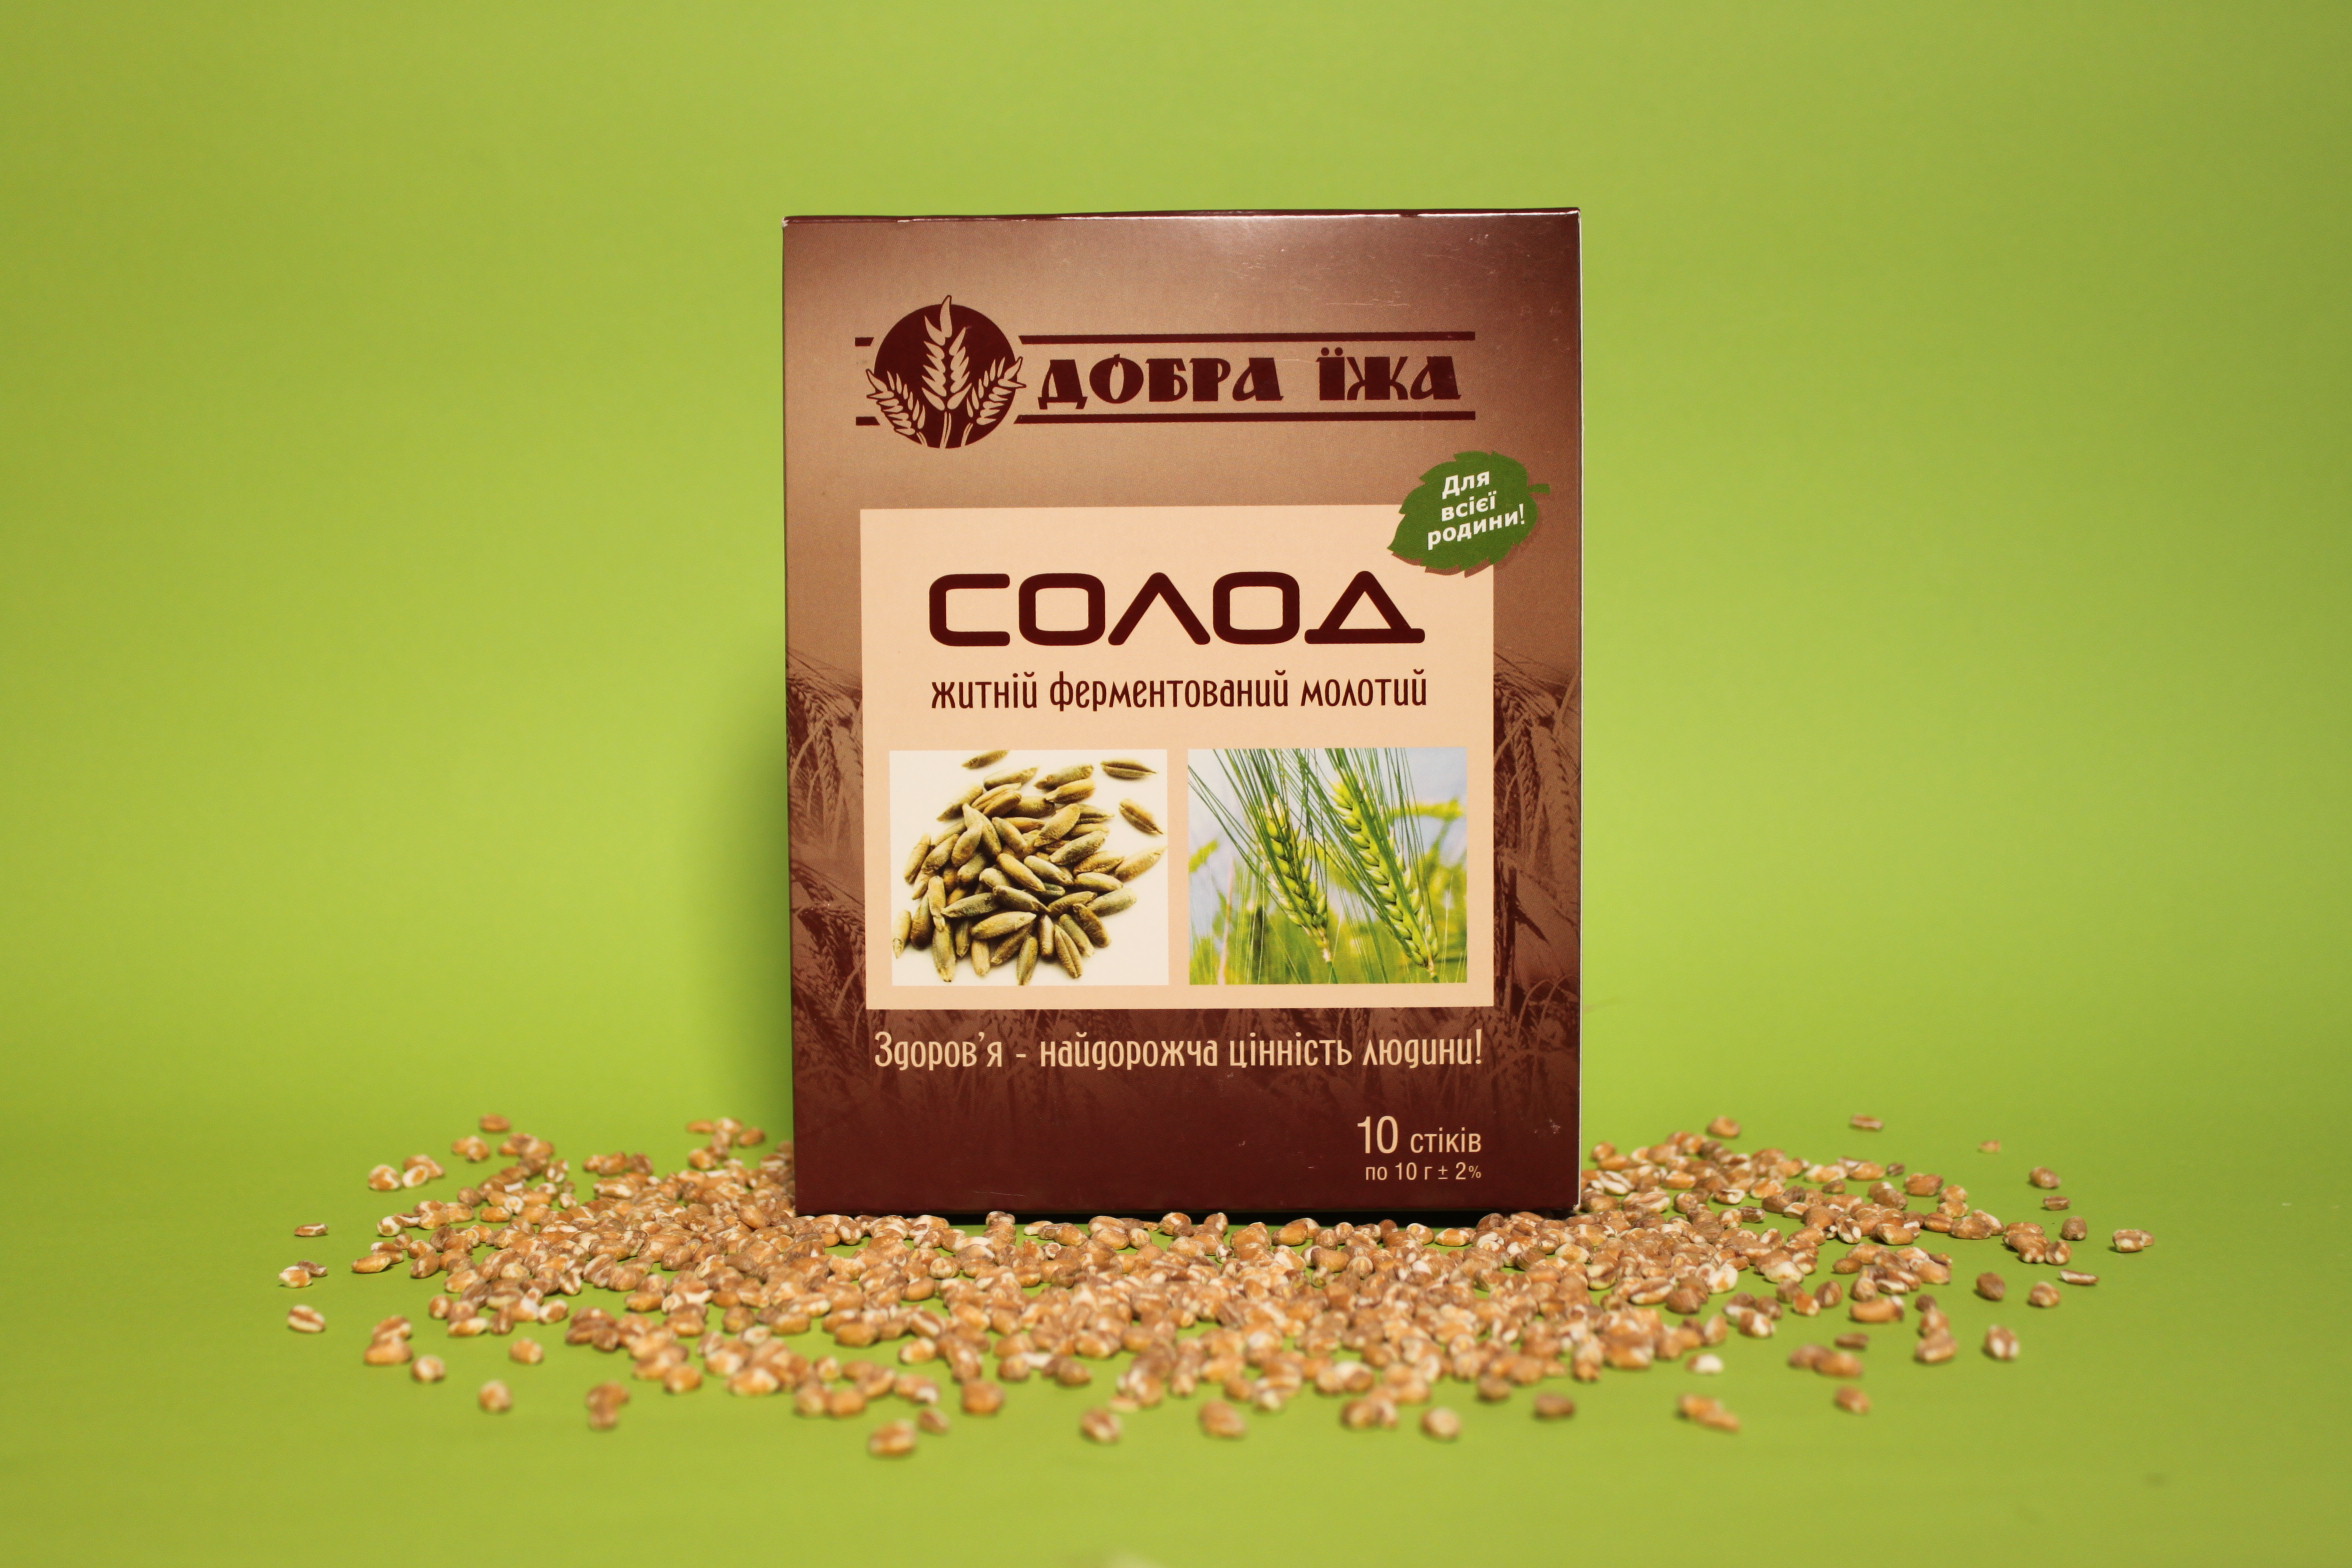 ДОБРА ЇЖА
Для
всієї
родини!
СОЛОД
житній ферментований молотий
Здоров'я - найдорожча цінність людини!
10 стіків
по 10 г ± 2%